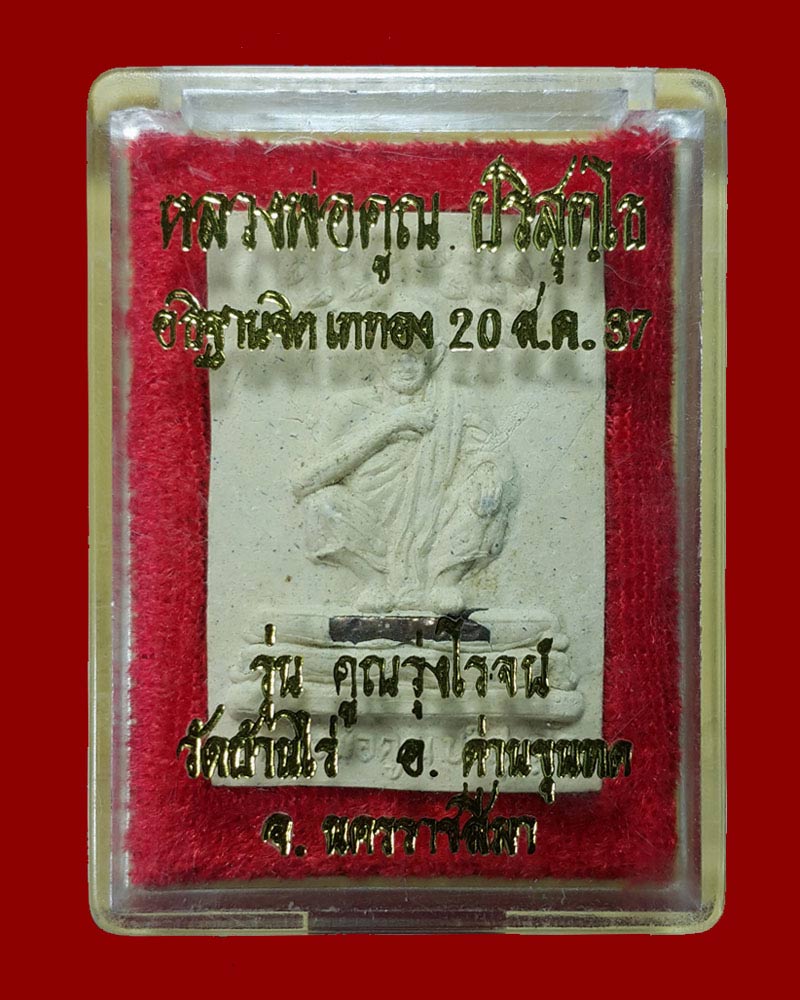 หลวงพ่อคูณ ปริสุทฺโธ
อธิฐานจิต เททอง 20 ส.ค. 37
รุ่น คูณรุ่งโรจน์
วัดบ้านไร่ อ. ด่านขุนทด
จ. นครราชสีมา